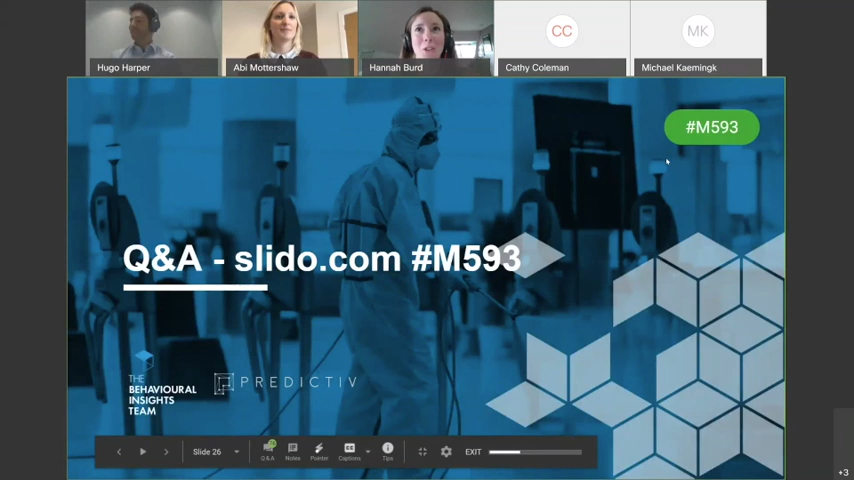 CC
MK
Hugo Harper
Abi Mottershaw
Hannah Burd
Cathy Coleman
Michael Kaemingk
#M593
Q&A - slido.com #M593
THE
BEHAVIOURAL
INSIGHTS
TEAM
PREDICTIV
Slide 26
Q&A
Notes
Pointer
CC
Captions
Tips
EXIT
+3